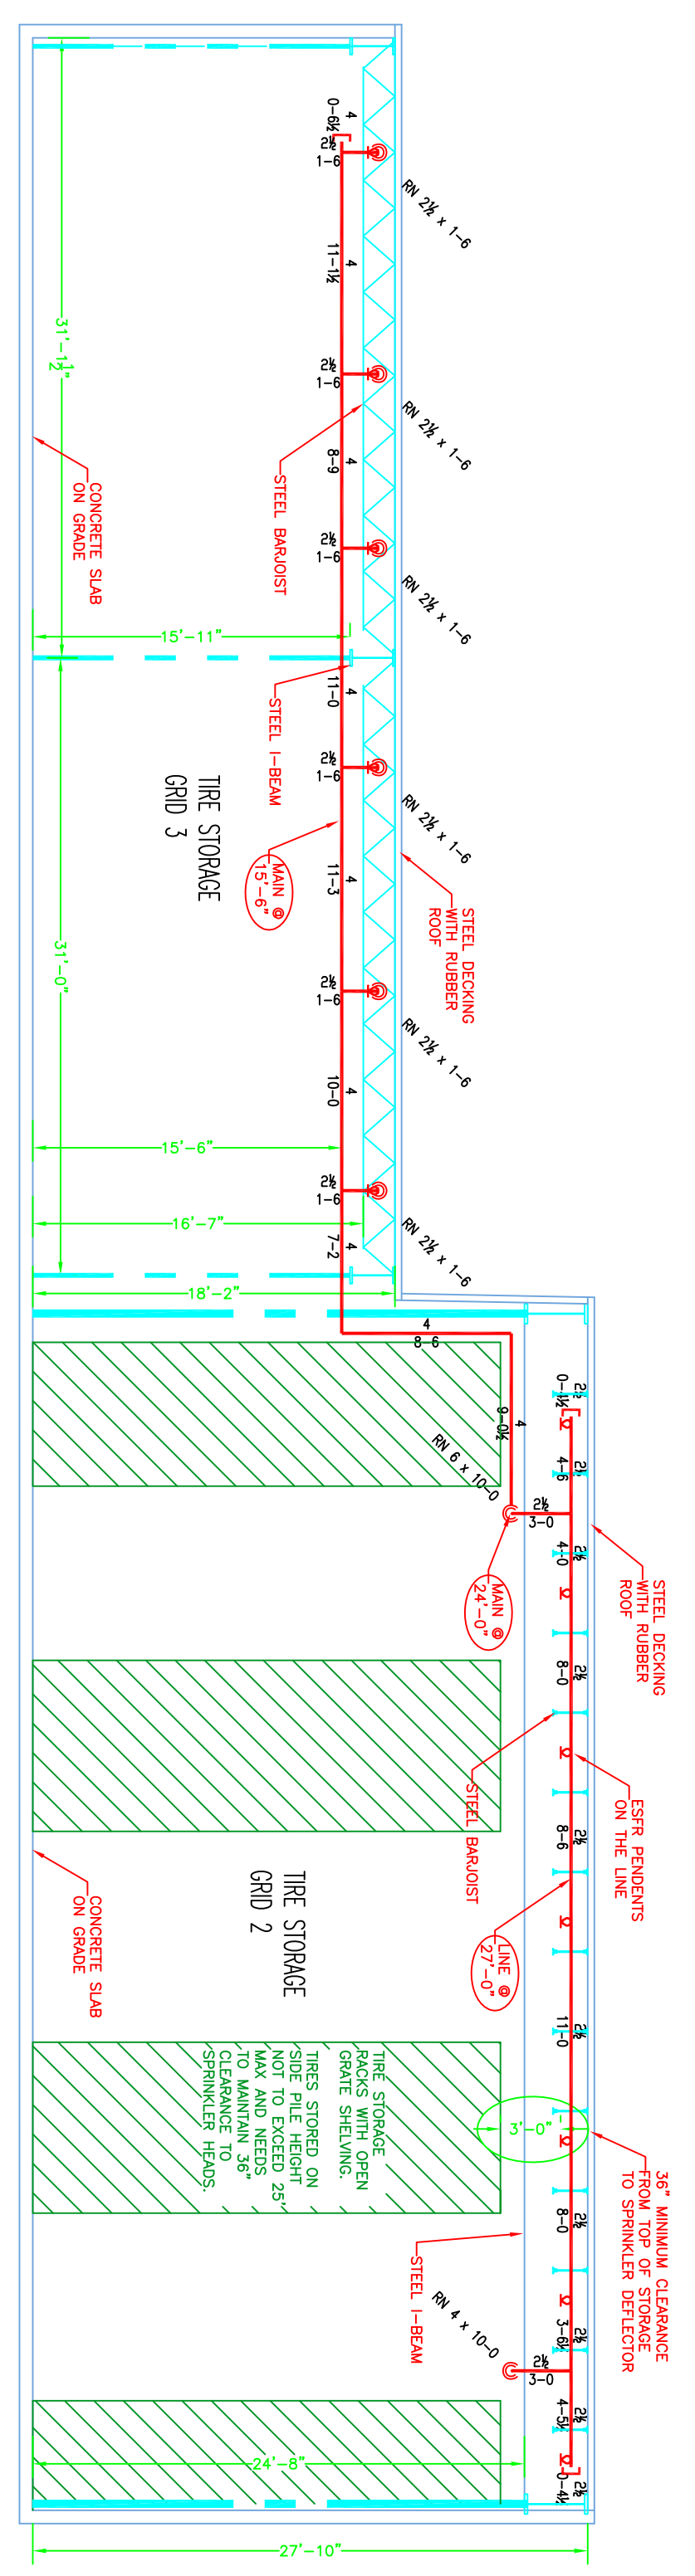 4
0-6½
2½
1-6
RN 2½ x 1-6
4
11-1½
2½
1-6
RN 2½ x 1-6
31'-1½"
4
8-9
STEEL BARJOIST
CONCRETE SLAB
ON GRADE
2½
1-6
RN 2½ x 1-6
15'-11"
4
11-0
STEEL I-BEAM
2½
1-6
RN 2½ x 1-6
TIRE STORAGE
GRID 3
MAIN @
15'-6"
4
11-3
STEEL DECKING
WITH RUBBER
ROOF
31'-0"
2½
1-6
RN 2½ x 1-6
4
10-0
15'-6"
2½
1-6
RN 2½ x 1-6
16'-7"
4
7-2
18'-2"
4
8-6
2½
0-4½
4
9-0½
RN 6 x 10-0
2½
4-6
2½
3-0
2½
4-0
MAIN @
24'-0"
STEEL DECKING
WITH RUBBER
ROOF
2½
8-0
STEEL BARJOIST
ESFR PENDENTS
ON THE LINE
2½
8-6
TIRE STORAGE
GRID 2
CONCRETE SLAB
ON GRADE
LINE @
27'-0"
2½
11-0
TIRE STORAGE
RACKS WITH OPEN
GRATE SHELVING.
TIRES STORED ON
SIDE PILE HEIGHT
NOT TO EXCEED 25'
MAX AND NEEDS
TO MAINTAIN 36"
CLEARANCE TO
SPRINKLER HEADS.
3'-0"
36" MINIMUM CLEARANCE
FROM TOP OF STORAGE
TO SPRINKLER DEFLECTOR
2½
8-0
STEEL I-BEAM
RN 4 x 10-0
2½
3-6½
2½
3-0
2½
4-5½
24'-8"
2½
0-4½
27'-10"